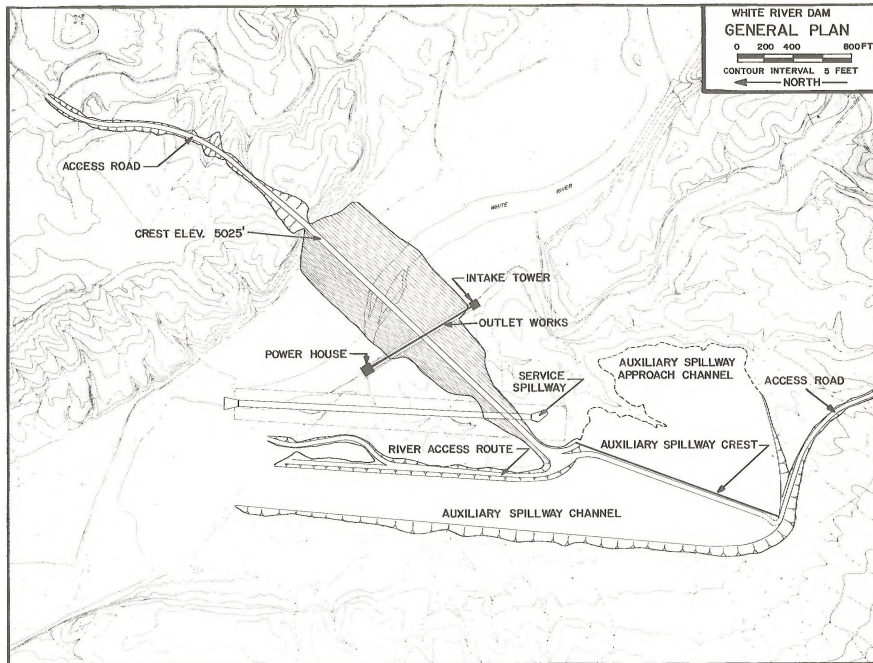 WHITE RIVER DAM
GENERAL PLAN
0 200 400 800FT
CONTOUR INTERVAL 5 FEET
NORTH
ACCESS ROAD
WHITE RIVER
CREST ELEV. 5025'
INTAKE TOWER
OUTLET WORKS
POWER HOUSE
SERVICE
SPILLWAY
AUXILIARY SPILLWAY
APPROACH CHANNEL
ACCESS ROAD
RIVER ACCESS ROUTE
AUXILIARY SPILLWAY CREST
AUXILIARY SPILLWAY CHANNEL